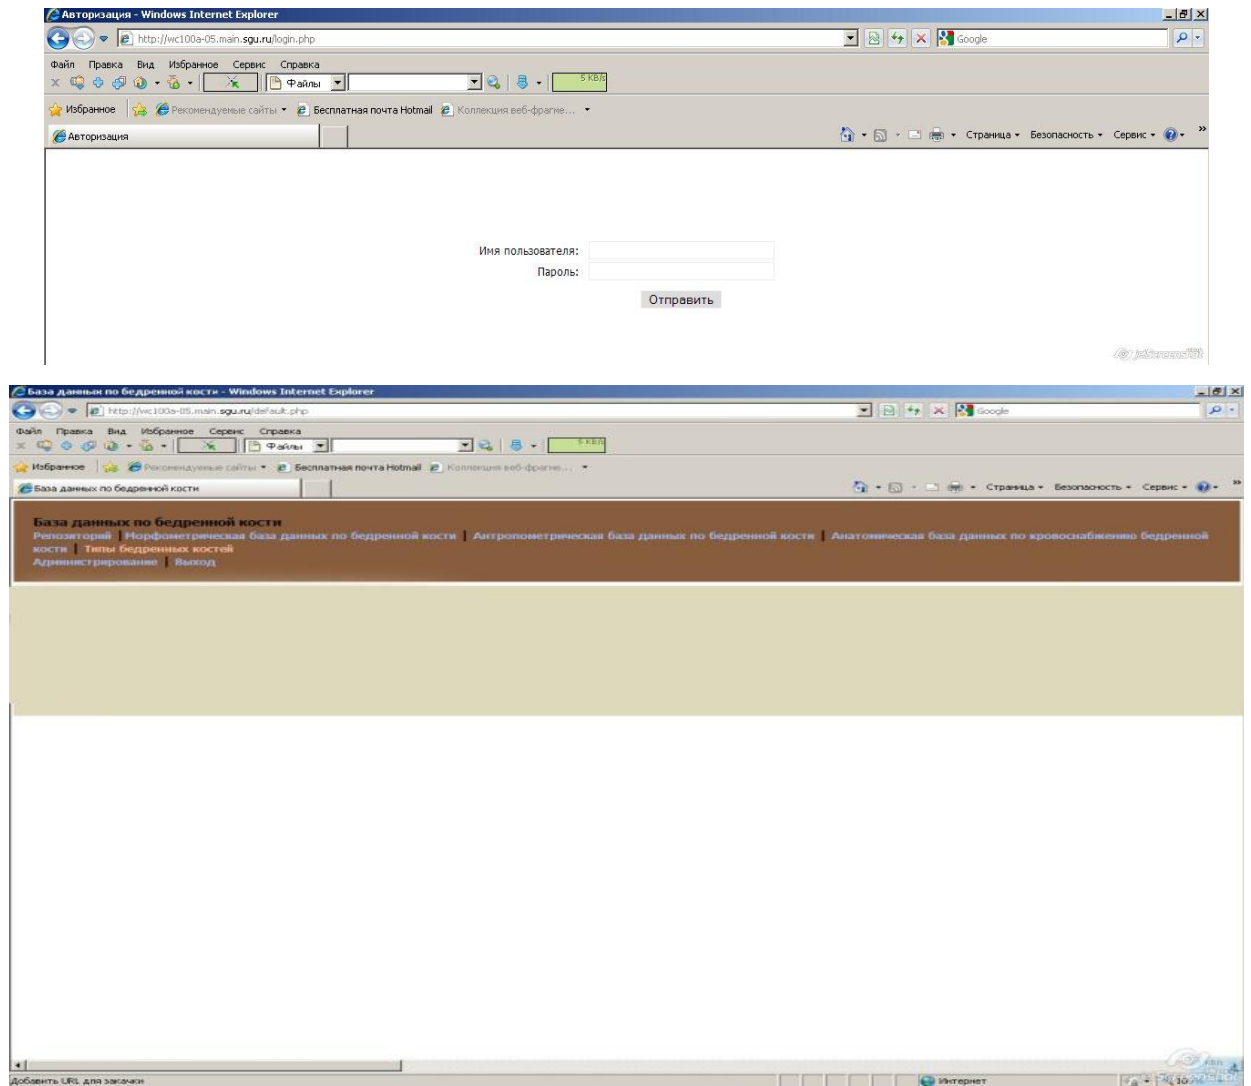 Авторизация - Windows Internet Explorer
http://wc100a-05.main.sgu.ru/login.php
Google
Файл Правка Вид Избранное Сервис Справка
Файлы
5 KB/s
Избранное Рекомендуемые сайты Бесплатная почта Hotmail Коллекция веб-фрагме...
Авторизация
Страница Безопасность Сервис
Имя пользователя:
Пароль:
Отправить
База данных по бедренной кости - Windows Internet Explorer
http://wc100a-05.main.sgu.ru/default.php
Google
Файл Правка Вид Избранное Сервис Справка
Файлы
5 KB/s
Избранное Рекомендуемые сайты Бесплатная почта Hotmail Коллекция веб-фрагме...
База данных по бедренной кости
Страница Безопасность Сервис
База данных по бедренной кости
Репозиторий | Морфометрическая база данных по бедренной кости | Антропометрическая база данных по бедренной кости | Анатомическая база данных по кровоснабжению бедренной
кости | Типы бедренных костей
Администрирование | Выход
Добавить URL для закачки
Интернет